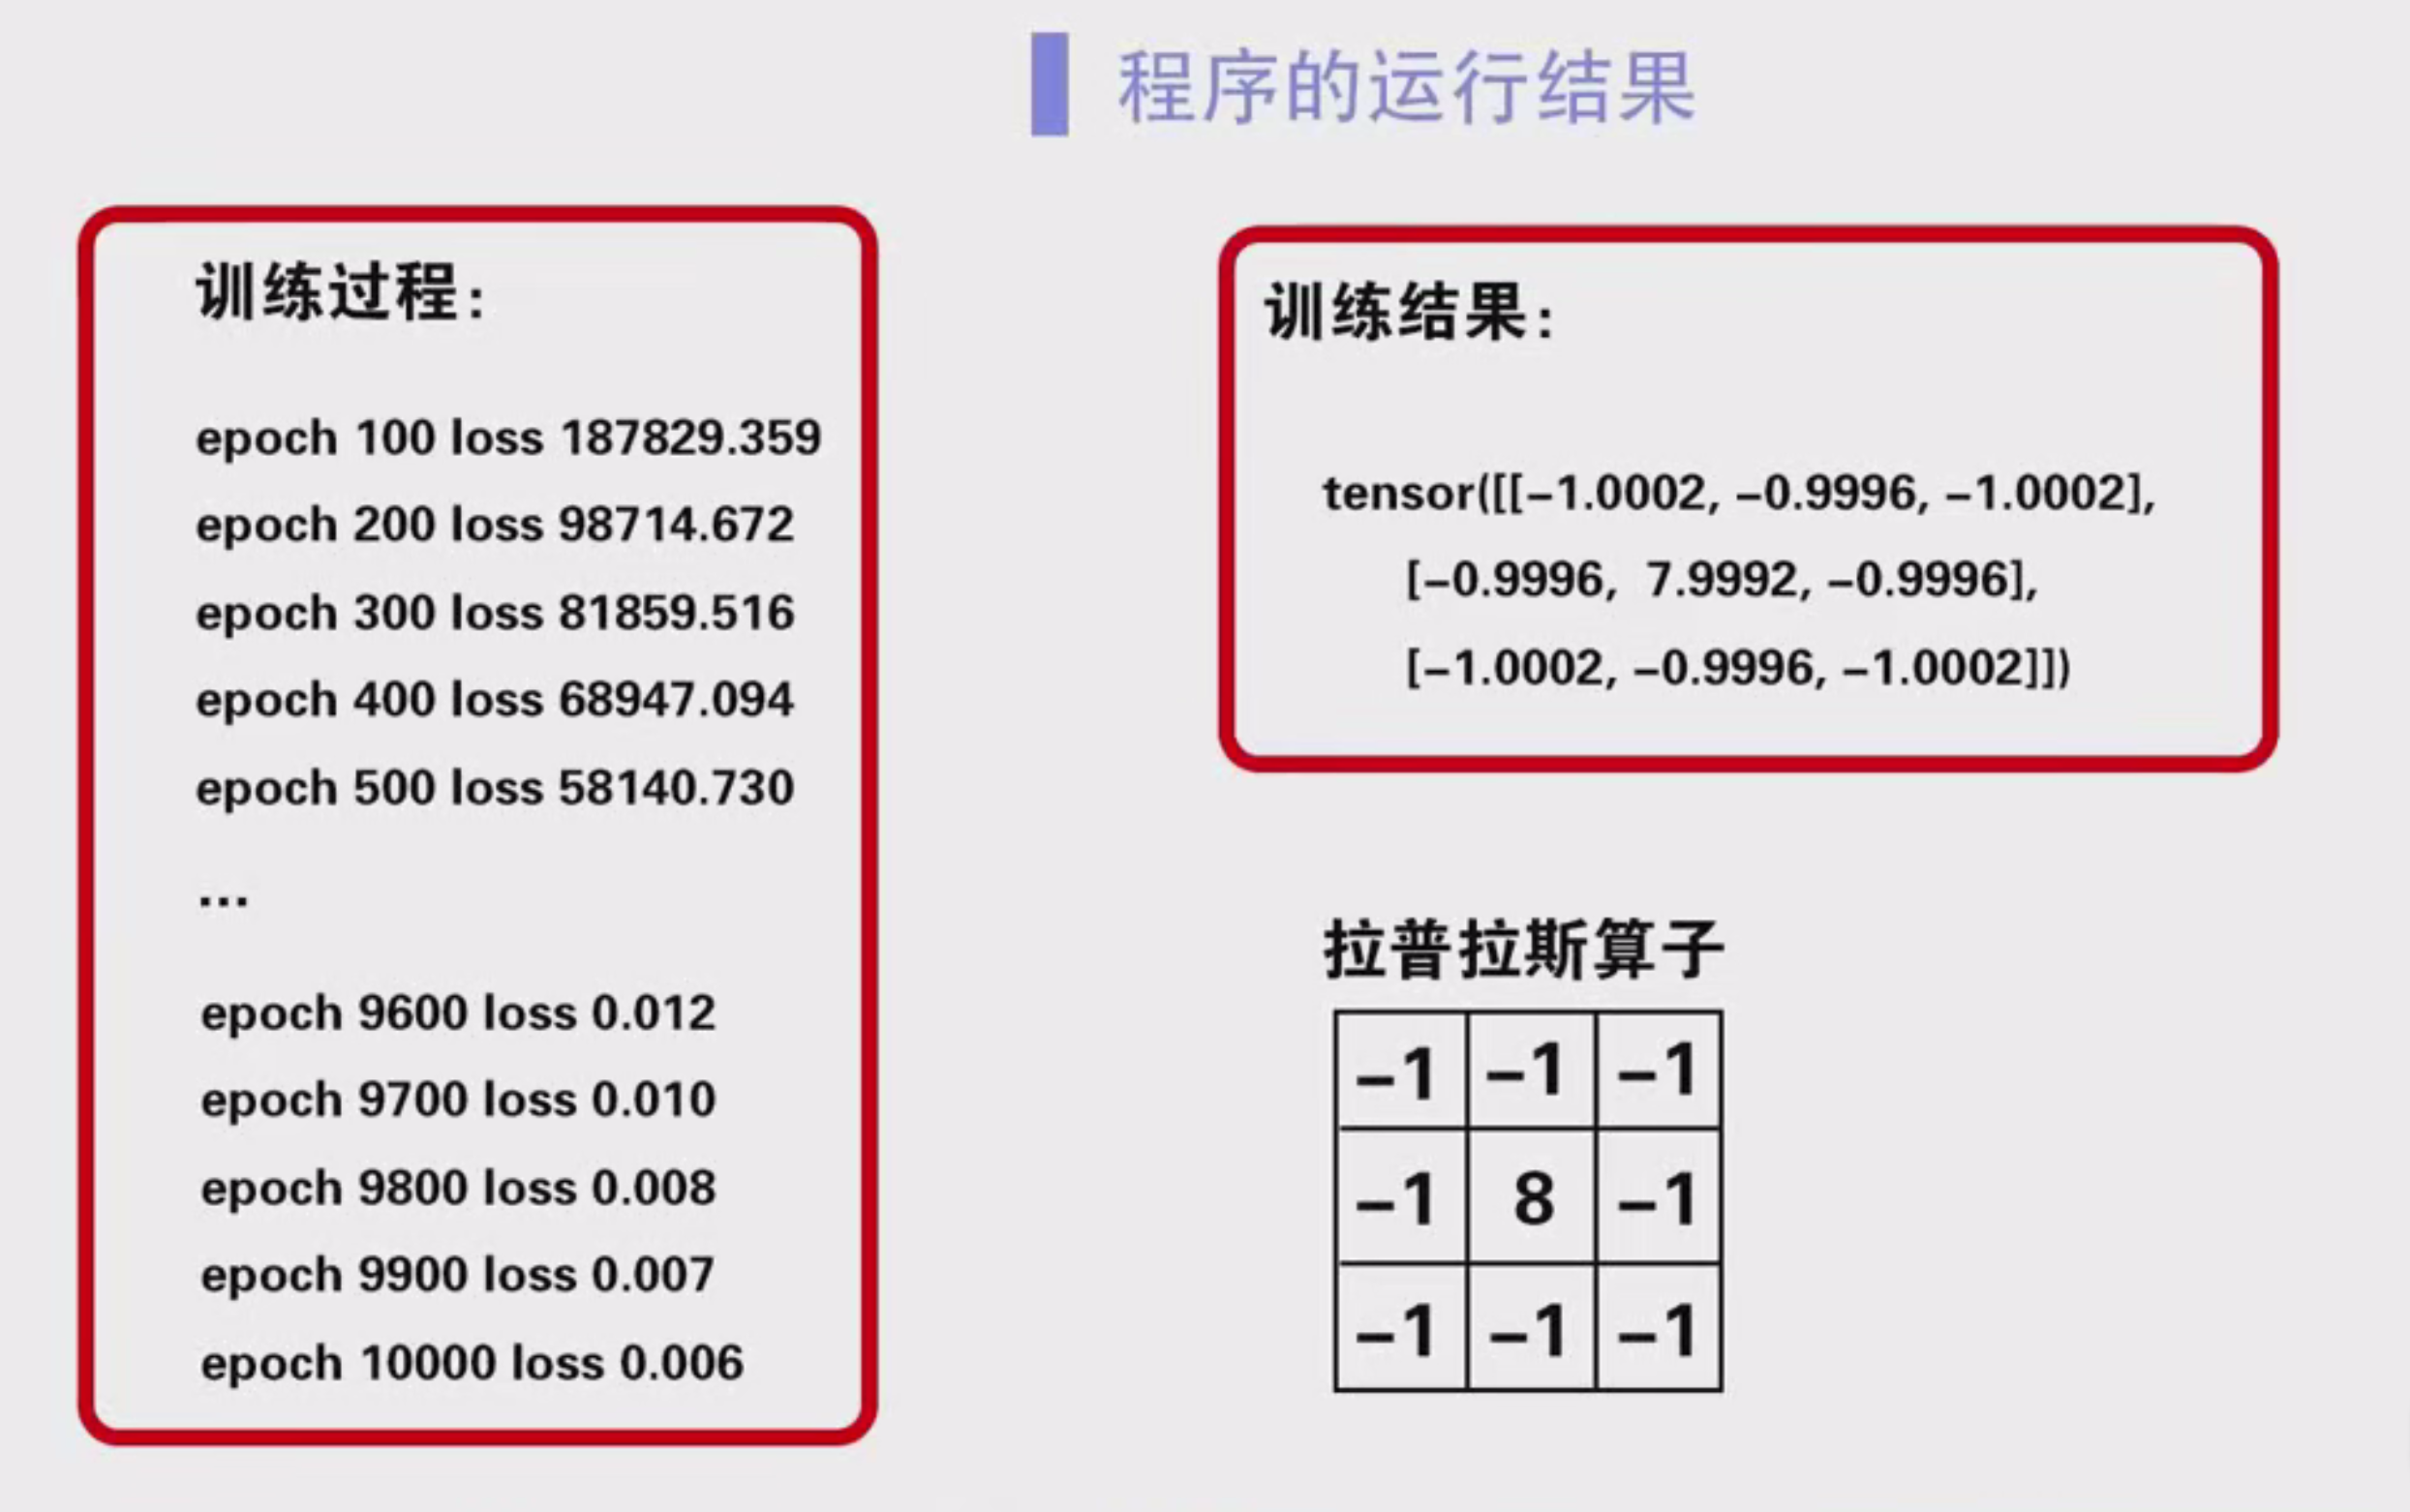 程序的运行结果
训练过程：
epoch 100 loss 187829.359
epoch 200 loss 98714.672
epoch 300 loss 81859.516
epoch 400 loss 68947.094
epoch 500 loss 58140.730
...
epoch 9600 loss 0.012
epoch 9700 loss 0.010
epoch 9800 loss 0.008
epoch 9900 loss 0.007
epoch 10000 loss 0.006
训练结果：
tensor([[−1.0002, −0.9996, −1.0002],
[−0.9996, 7.9992, −0.9996],
[−1.0002, −0.9996, −1.0002]])
拉普拉斯算子
−1 −1 −1
−1 8 −1
−1 −1 −1